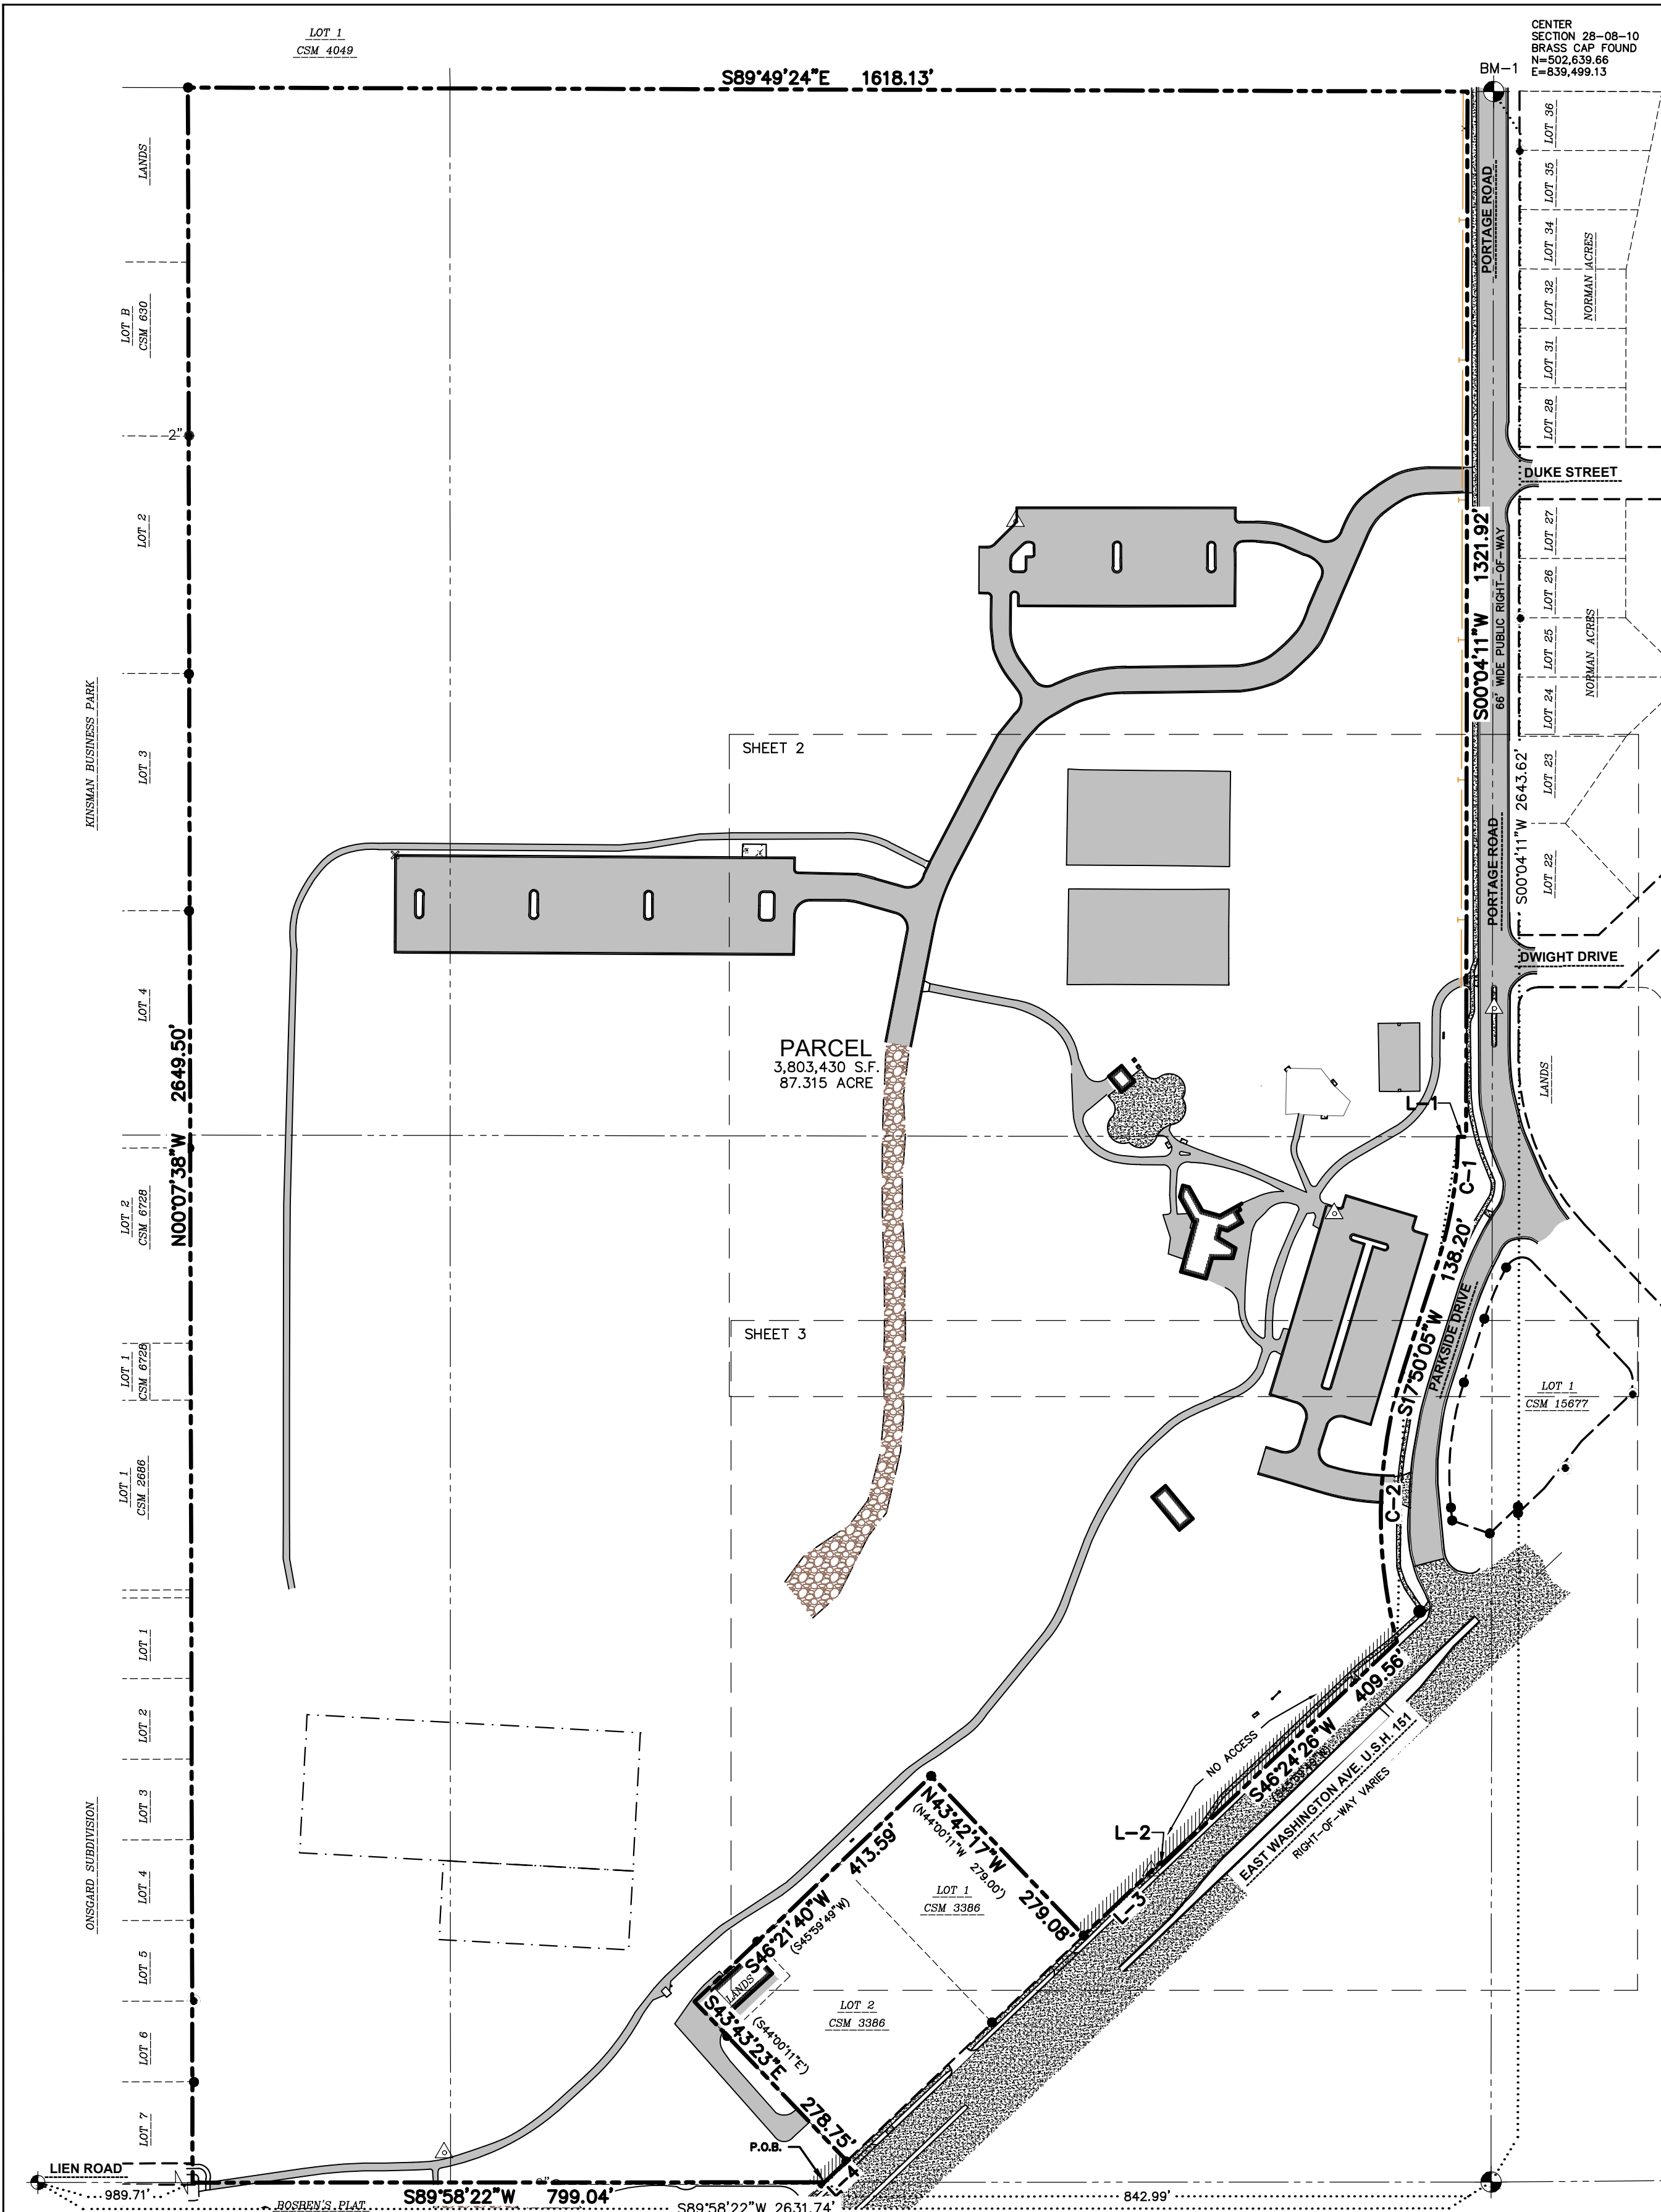 LOT 1
CSM 4049
CENTER
SECTION 28-08-10
BRASS CAP FOUND
N=502,639.66
E=839,499.13
BM-1
S89°49'24"E 1618.13'
LANDS
LOT B
CSM 630
2"
LOT 2
LOT 3
KINSMAN BUSINESS PARK
LOT 4
N00°07'38"W 2649.50'
LOT 2
CSM 6728
LOT 1
CSM 6728
LOT 1
CSM 2686
LOT 1
LOT 2
LOT 3
ONSGARD SUBDIVISION
LOT 4
LOT 5
LOT 6
LOT 7
PORTAGE ROAD
LOT 36
LOT 35
LOT 34
NORMAN ACRES
LOT 32
LOT 31
LOT 28
DUKE STREET
S00°04'11"W 1321.92'
66' WIDE PUBLIC RIGHT-OF-WAY
LOT 27
LOT 26
LOT 25
NORMAN ACRES
LOT 24
LOT 23
S00°04'11"W 2643.62'
LOT 22
PORTAGE ROAD
DWIGHT DRIVE
LANDS
SHEET 2
PARCEL
3,803,430 S.F.
87.315 ACRE
L-1
C-1
S17°50'05"W 138.20'
PARKSIDE DRIVE
SHEET 3
LOT 1
CSM 15677
C-2
S46°24'26"W 409.56'
NO ACCESS
EAST WASHINGTON AVE. U.S.H. 151
RIGHT-OF-WAY VARIES
L-2
L-3
N43°42'17"W 279.08'
(N44°00'11"W 279.00')
LOT 1
CSM 3386
S46°21'40"W 413.59'
(S45°59'49"W)
LANDS
S43°43'23"E 278.75'
(S44°00'11"E)
LOT 2
CSM 3386
P.O.B.
L-4
LIEN ROAD
989.71'
BOSBEN'S PLAT
S89°58'22"W 799.04'
S89°58'22"W 2631.74'
842.99'